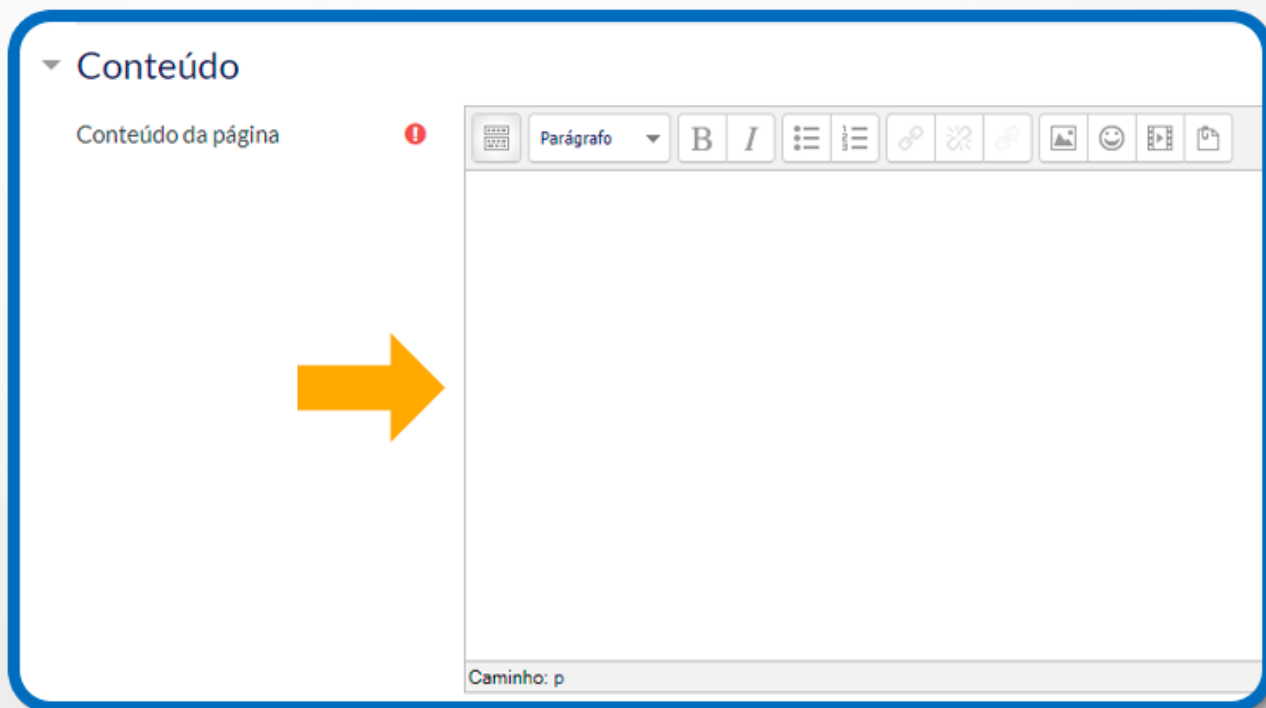 Conteúdo
Conteúdo da página
Parágrafo
B I
Caminho: p